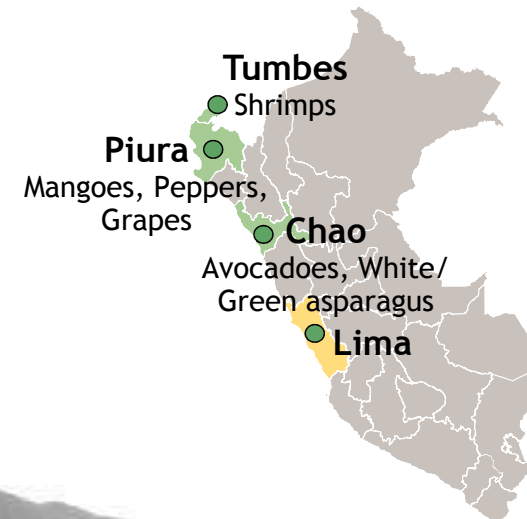 Tumbes
Shrimps
Piura
Mangoes, Peppers,
Grapes
Chao
Avocadoes, White/
Green asparagus
Lima